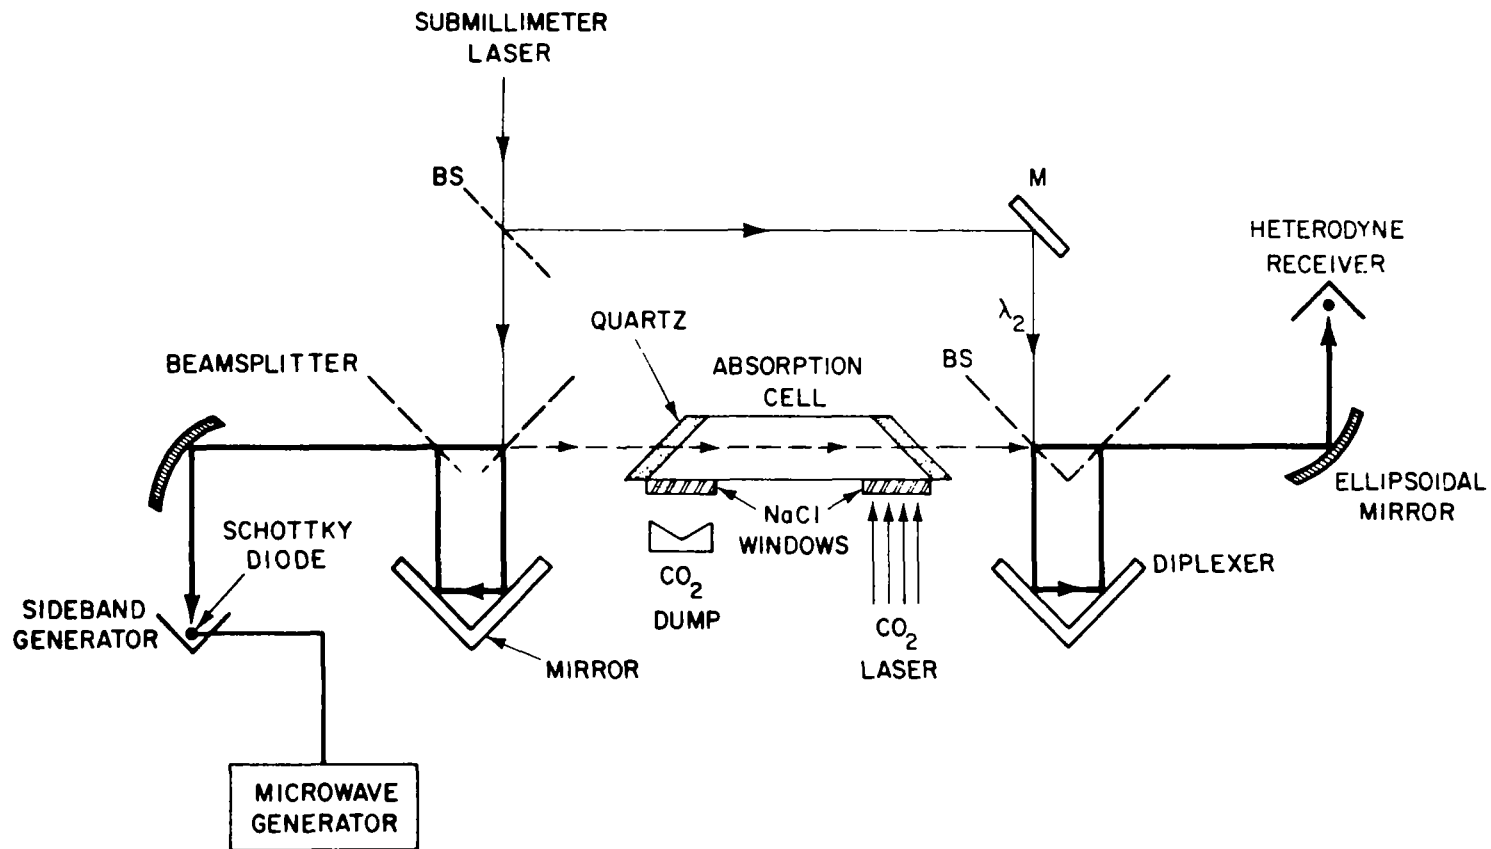 SUBMILLIMETER
LASER
BS
M
HETERODYNE
RECEIVER
λ2
QUARTZ
BEAMSPLITTER
ABSORPTION
CELL
BS
ELLIPSOIDAL
MIRROR
SCHOTTKY
DIODE
NaCl
WINDOWS
CO2
DUMP
CO2
LASER
DIPLEXER
SIDEBAND
GENERATOR
MIRROR
MICROWAVE
GENERATOR